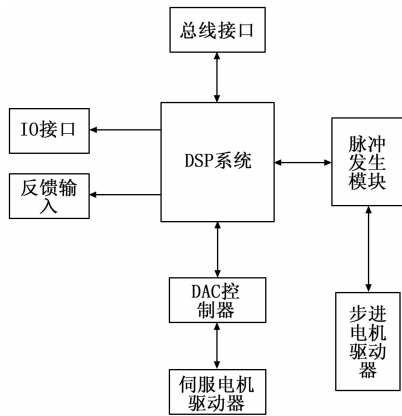 总线接口
IO接口
DSP系统
脉冲
发生
模块
反馈输
入
DAC控
制器
步进
电机
驱动
器
伺服电机
驱动器